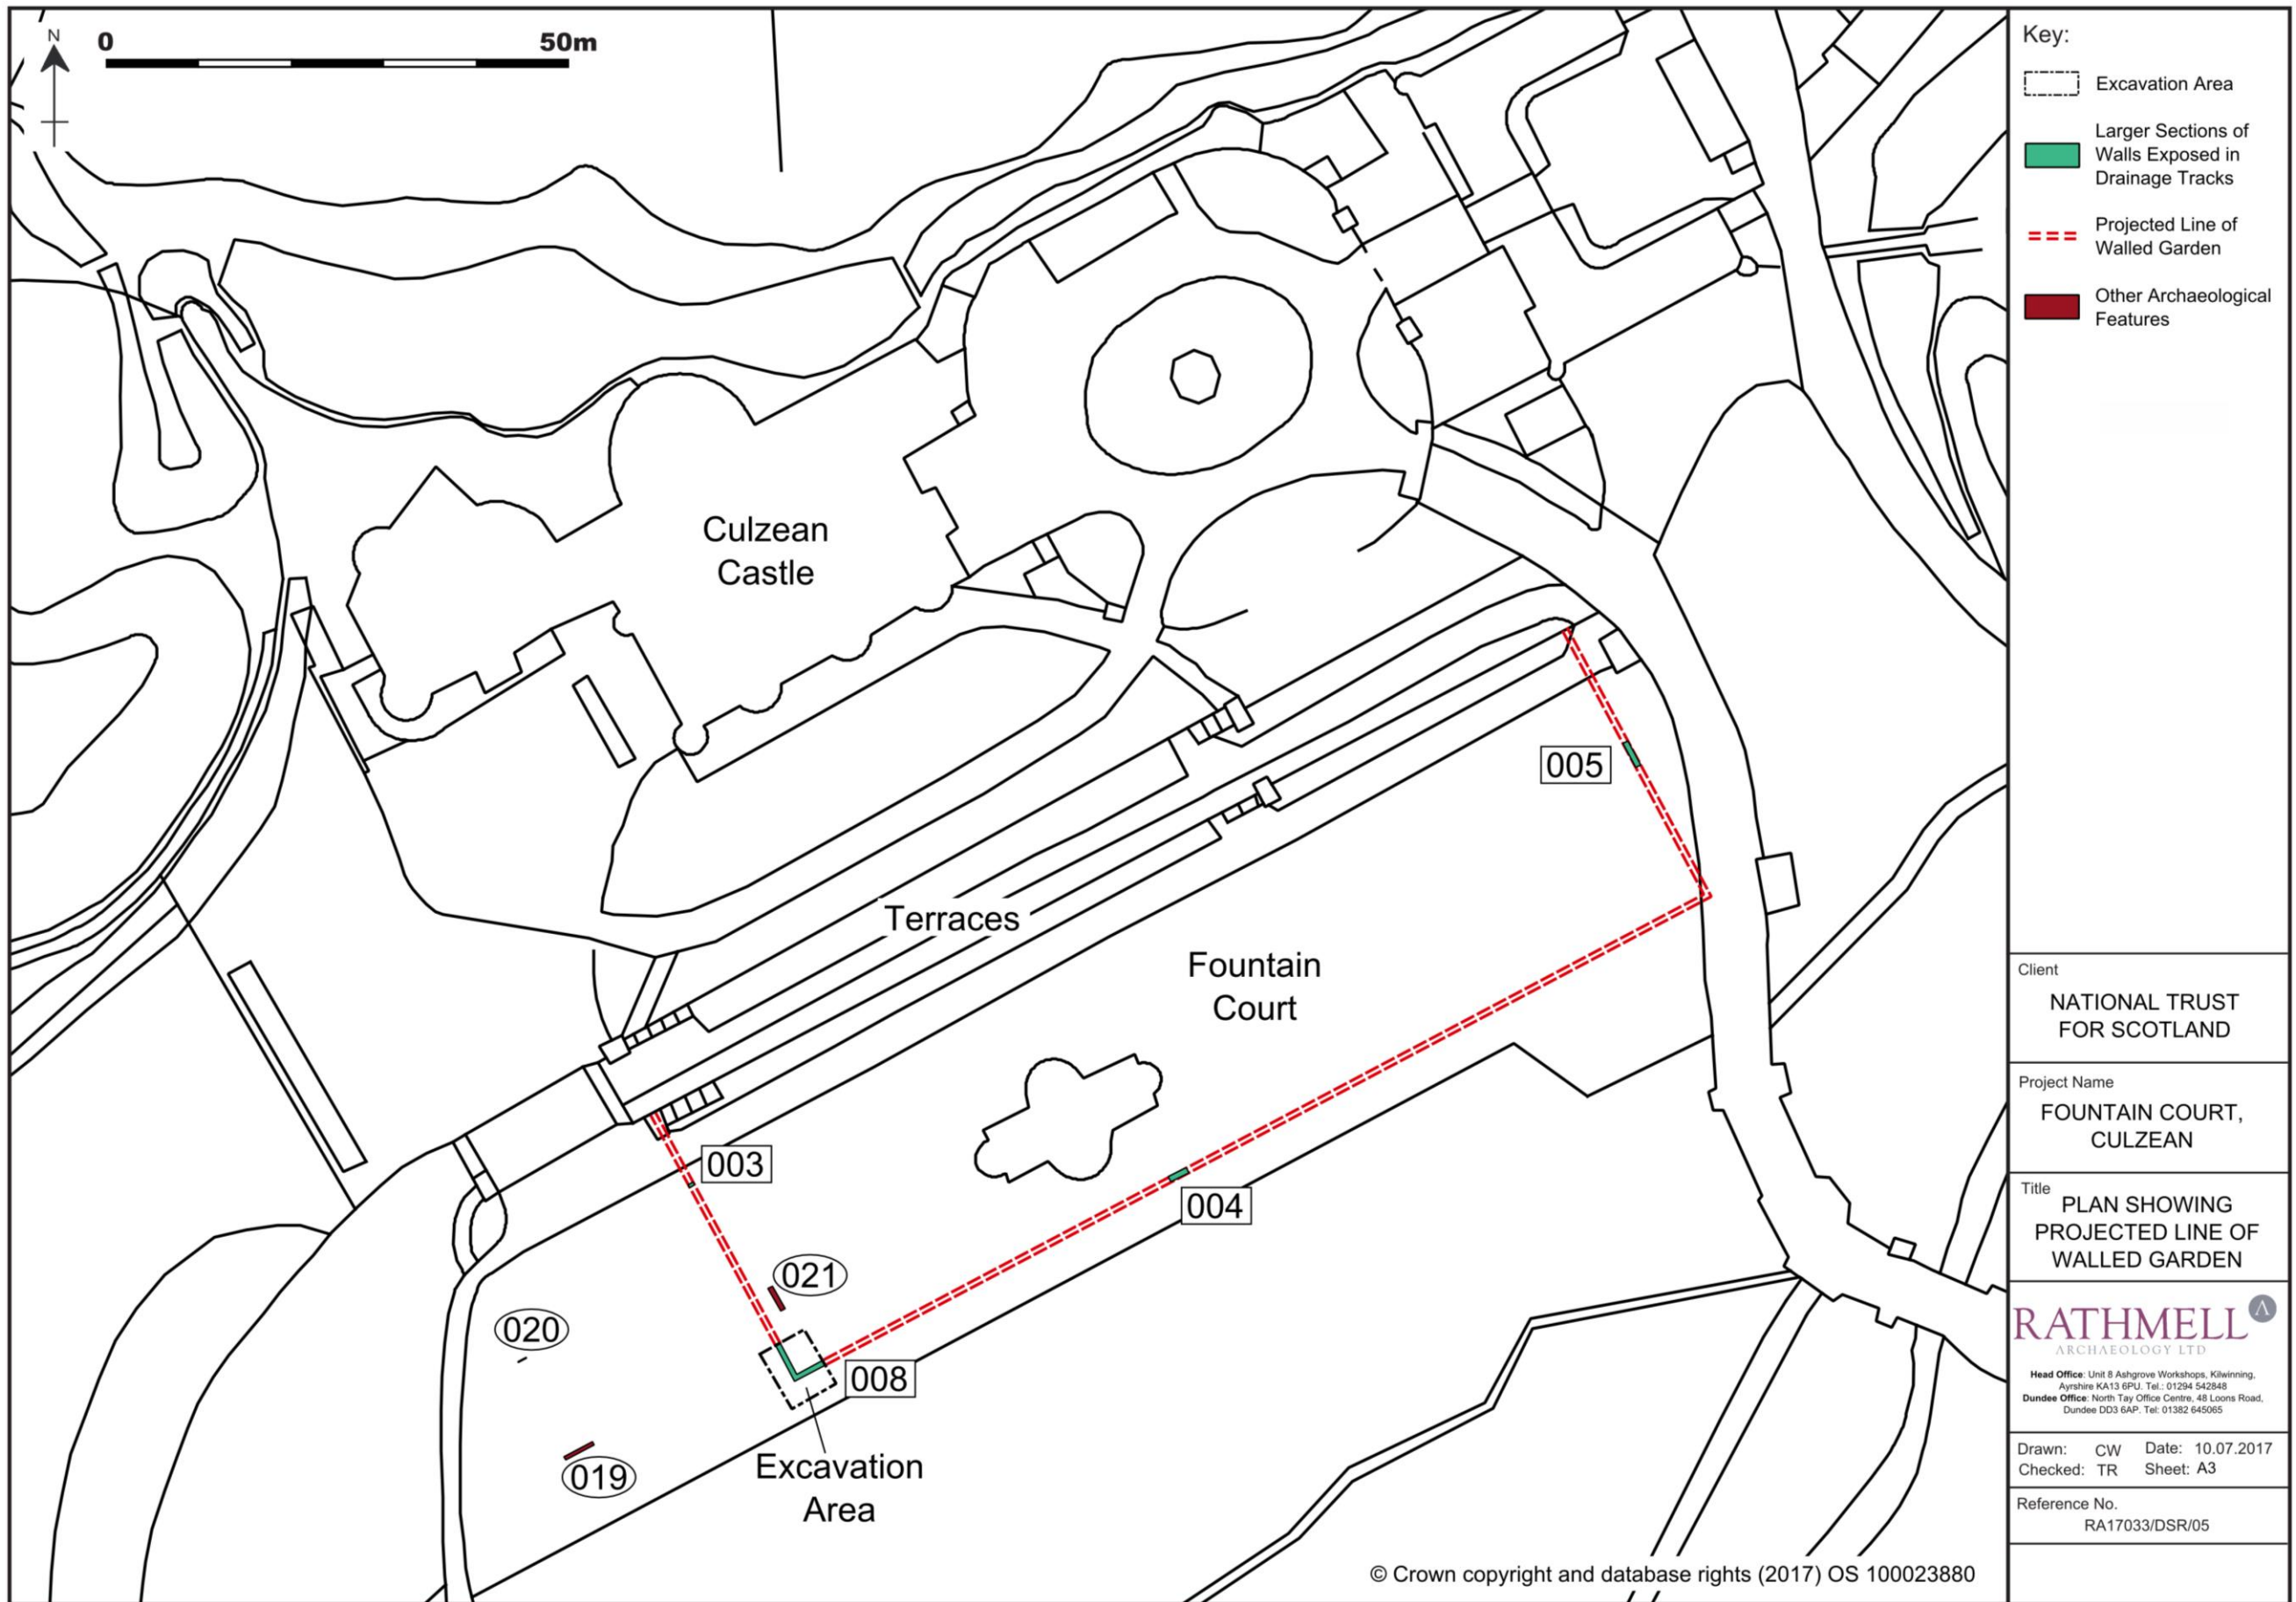 N
0 50m
Culzean
Castle
Terraces
Fountain
Court
005
003
004
021
020
008
019
Excavation
Area
© Crown copyright and database rights (2017) OS 100023880
Key:
Excavation Area
Larger Sections of
Walls Exposed in
Drainage Tracks
Projected Line of
Walled Garden
Other Archaeological
Features
Client
NATIONAL TRUST
FOR SCOTLAND
Project Name
FOUNTAIN COURT,
CULZEAN
Title
PLAN SHOWING
PROJECTED LINE OF
WALLED GARDEN
RATHMELL Λ
ARCHAEOLOGY LTD
Head Office: Unit 8 Ashgrove Workshops, Kilwinning,
Ayrshire KA13 6PU. Tel.: 01294 542848
Dundee Office: North Tay Office Centre, 48 Loons Road,
Dundee DD3 6AP. Tel: 01382 645065
Drawn: CW Date: 10.07.2017
Checked: TR Sheet: A3
Reference No.
RA17033/DSR/05